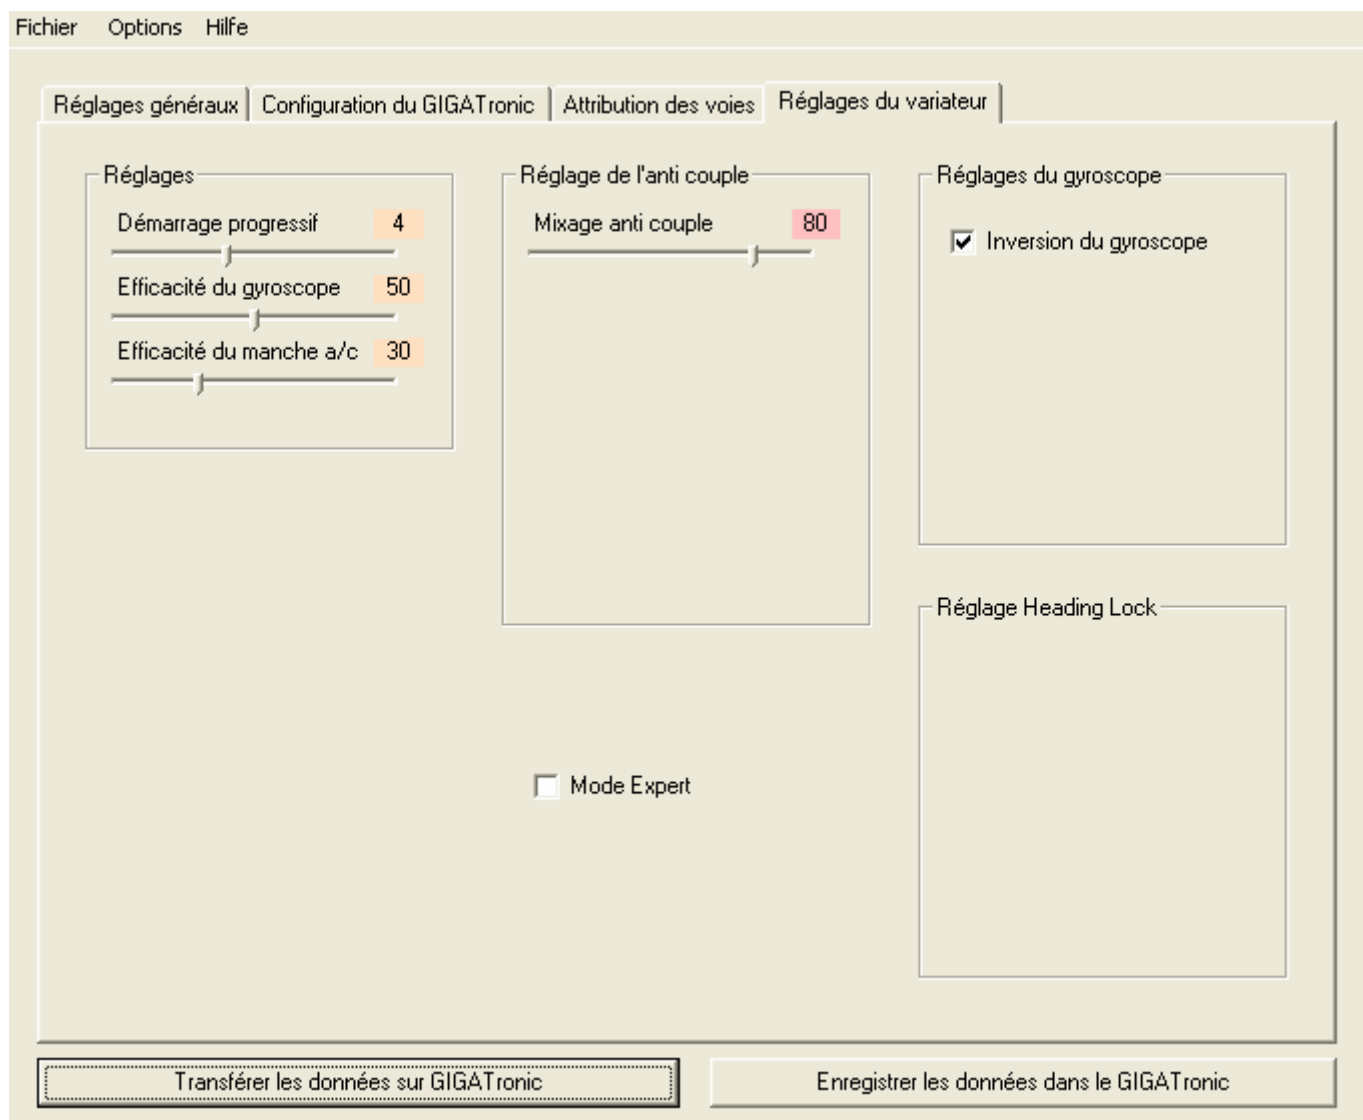 Fichier Options Hilfe
Réglages généraux Configuration du GIGATronic Attribution des voies Réglages du variateur
Réglages
Démarrage progressif 4
Efficacité du gyroscope 50
Efficacité du manche a/c 30
Réglage de l'anti couple
Mixage anti couple 80
Réglages du gyroscope
Inversion du gyroscope
Réglage Heading Lock
Mode Expert
Transférer les données sur GIGATronic
Enregistrer les données dans le GIGATronic